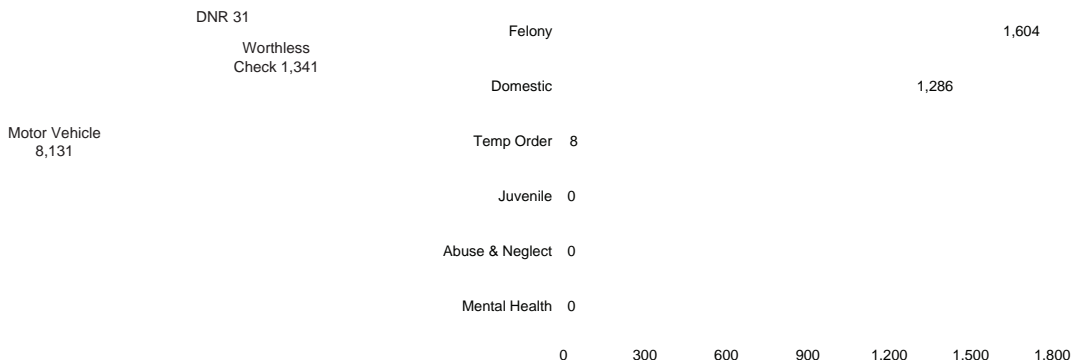 DNR 31
Worthless
Check 1,341
Motor Vehicle
8,131
Felony 1,604
Domestic 1,286
Temp Order 8
Juvenile 0
Abuse & Neglect 0
Mental Health 0
0 300 600 900 1,200 1,500 1,800